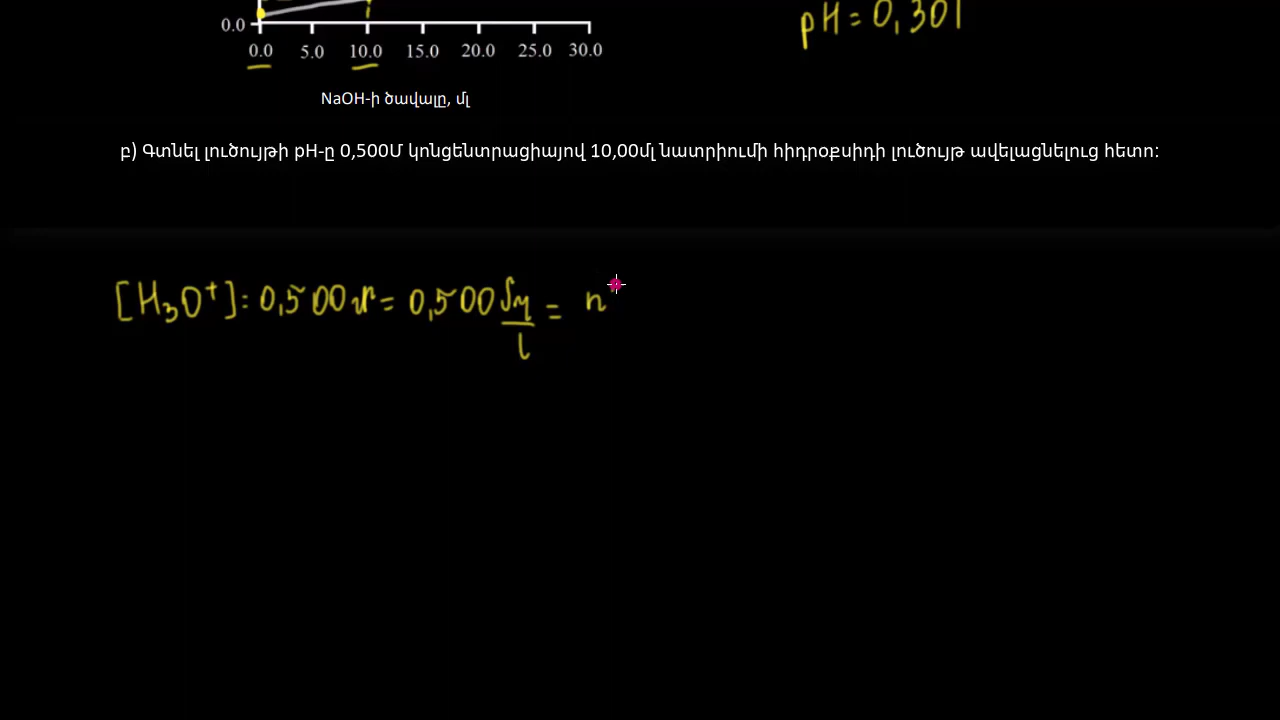 pH = 0,301
0.0
0.0 5.0 10.0 15.0 20.0 25.0 30.0
NaOH-ի ծավալը, մլ
բ) Գտնել լուծույթի pH-ը 0,500Մ կոնցենտրացիայով 10,00մլ նատրիումի հիդրօքսիդի լուծույթ ավելացնելուց հետո:
[H₃O⁺]: 0,500 Մ = 0,500 մոլ/լ = n